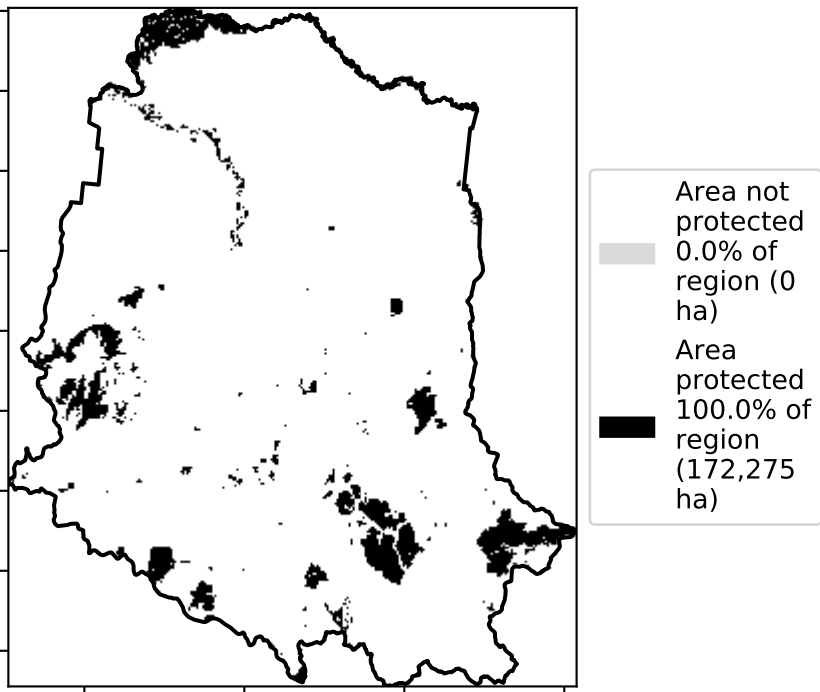 Area not
protected
0.0% of
region (0
ha)
Area
protected
100.0% of
region
(172,275
ha)